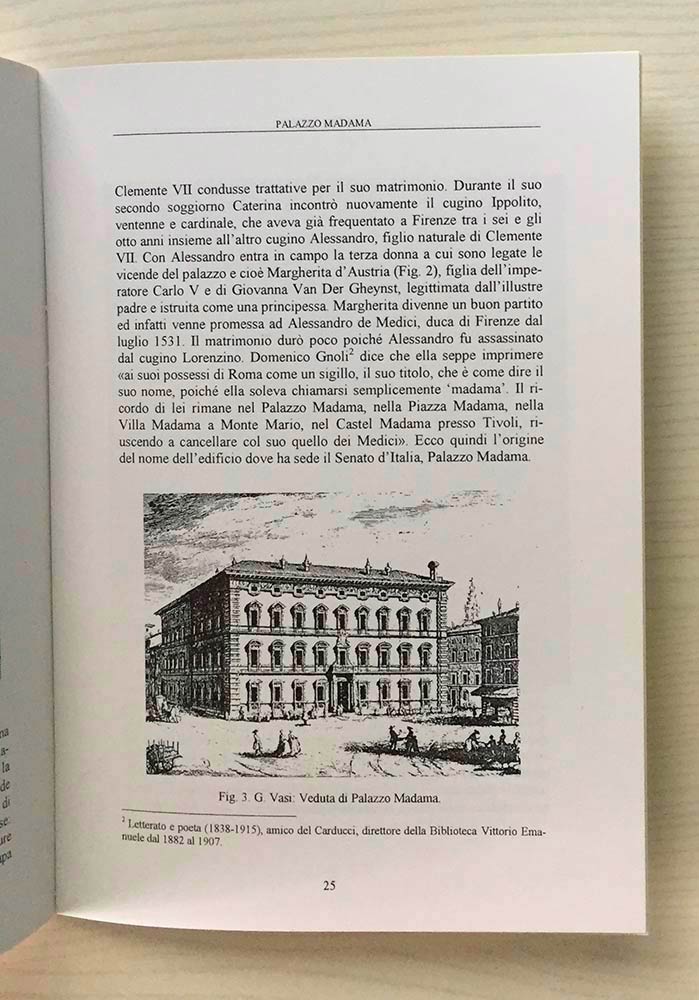 PALAZZO MADAMA
Clemente VII condusse trattative per il suo matrimonio. Durante il suo
secondo soggiorno Caterina incontrò nuovamente il cugino Ippolito,
ventenne e cardinale, che aveva già frequentato a Firenze tra i sei e gli
otto anni insieme all'altro cugino Alessandro, figlio naturale di Clemente
VII. Con Alessandro entra in campo la terza donna a cui sono legate le
vicende del palazzo e cioè Margherita d'Austria (Fig. 2), figlia dell'impe-
ratore Carlo V e di Giovanna Van Der Gheynst, legittimata dall'illustre
padre e istruita come una principessa. Margherita divenne un buon partito
ed infatti venne promessa ad Alessandro de Medici, duca di Firenze dal
luglio 1531. Il matrimonio durò poco poiché Alessandro fu assassinato
dal cugino Lorenzino. Domenico Gnoli² dice che ella seppe imprimere
«ai suoi possessi di Roma come un sigillo, il suo titolo, che è come dire il
suo nome, poiché ella soleva chiamarsi semplicemente 'madama'. Il ri-
cordo di lei rimane nel Palazzo Madama, nella Piazza Madama, nella
Villa Madama a Monte Mario, nel Castel Madama presso Tivoli, ri-
uscendo a cancellare col suo quello dei Medici». Ecco quindi l'origine
del nome dell'edificio dove ha sede il Senato d'Italia, Palazzo Madama.
Fig. 3. G. Vasi: Veduta di Palazzo Madama.
² Letterato e poeta (1838-1915), amico del Carducci, direttore della Biblioteca Vittorio Ema-
nuele dal 1882 al 1907.
25
na
a-
la
de
di
se:
ure
apa